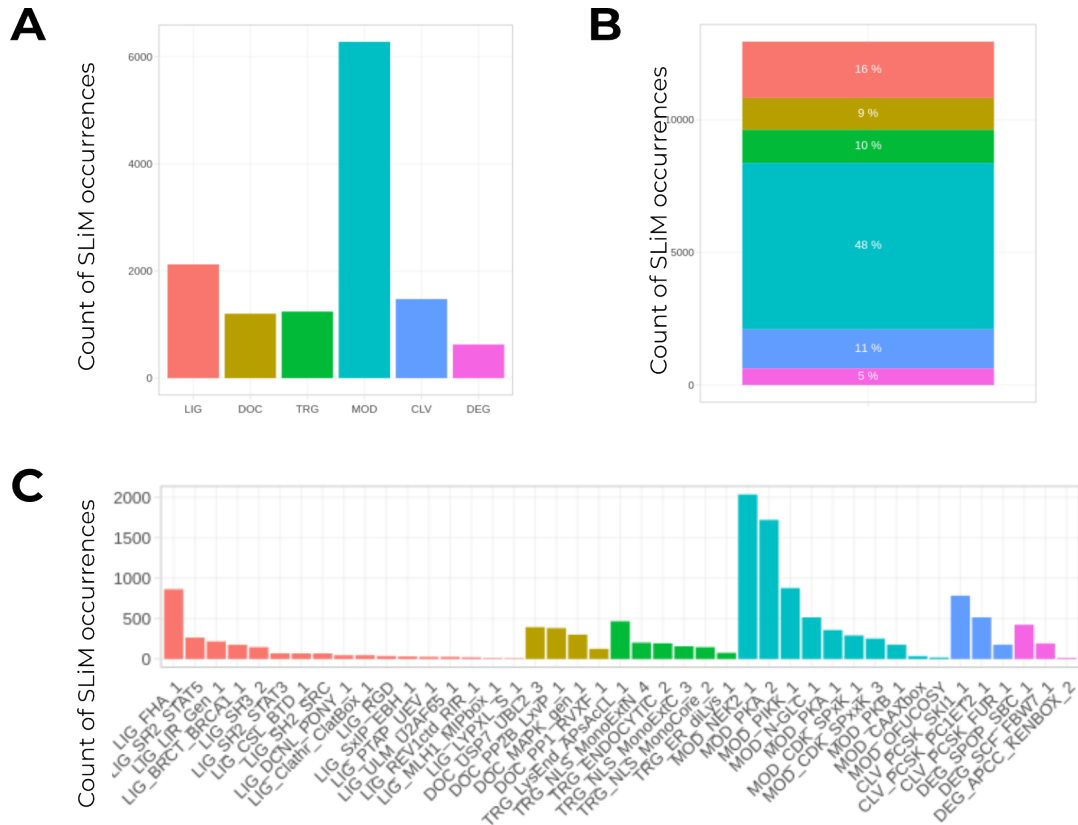 A
Count of SLiM occurrences
6000
4000
2000
0
LIG DOC TRG MOD CLV DEG
B
Count of SLiM occurrences
10000
5000
0
16 %
9 %
10 %
48 %
11 %
5 %
C
Count of SLiM occurrences
2000
1500
1000
500
0
LIG_FHA_1
LIG_SH2_STAT5
LIG_LIR_Gen_1
LIG_BRCT_BRCA1_1
LIG_SH3_2
LIG_SH2_STAT3
LIG_CSL_BTD_1
LIG_SH2_SRC
LIG_DCNL_PONY_1
LIG_Clathr_ClatBox_1
LIG_RGD
LIG_SxIP_EBH_1
LIG_PTAP_UEV_1
LIG_ULM_U2AF65_1
LIG_REV1ctd_RIR_1
LIG_MLH1_MIPbox_1
LIG_LYPXL_S_1
DOC_USP7_UBL2_3
DOC_PP2B_LxvP_1
DOC_MAPK_gen_1
DOC_PP1_RVXF_1
TRG_LysEnd_ApsAcLL_1
TRG_NLS_MonoExtN_4
TRG_ENDOCYTIC_2
TRG_NLS_MonoExtC_3
TRG_NLS_MonoCore_2
TRG_ER_diLys_1
MOD_NEK2_1
MOD_PKA_2
MOD_PIKK_1
MOD_N-GLC_1
MOD_PKA_1
MOD_CDK_SPxK_1
MOD_CDK_SPxxK_3
MOD_PKB_1
MOD_CAAXbox
MOD_OFUCOSY
CLV_PCSK_SKI1_1
CLV_PCSK_PC1ET2_1
CLV_PCSK_FUR_1
DEG_SPOP_SBC_1
DEG_SCF_FBW7_1
DEG_APCC_KENBOX_2